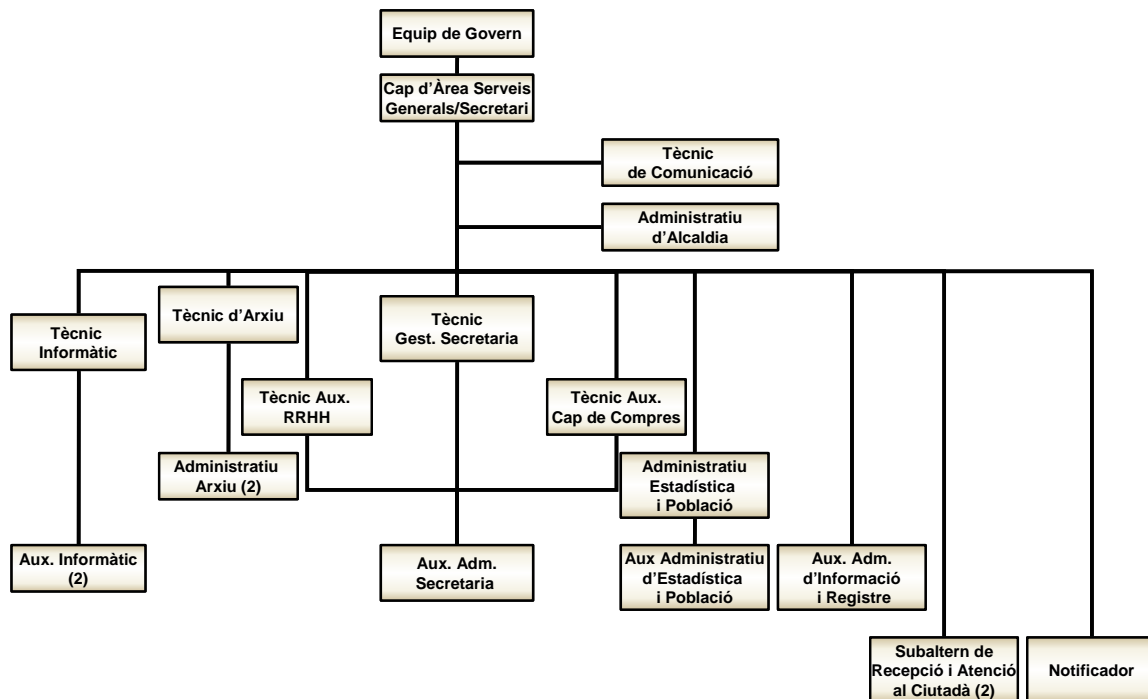 Equip de Govern
Cap d’Àrea Serveis
Generals/Secretari
Tècnic
de Comunicació
Administratiu
d’Alcaldia
Tècnic
Informàtic
Tècnic d’Arxiu
Tècnic
Gest. Secretaria
Tècnic Aux.
RRHH
Tècnic Aux.
Cap de Compres
Administratiu
Arxiu (2)
Administratiu
Estadística
i Població
Aux. Informàtic
(2)
Aux. Adm.
Secretaria
Aux Administratiu
d’Estadística
i Població
Aux. Adm.
d’Informació
i Registre
Subaltern de
Recepció i Atenció
al Ciutadà (2)
Notificador